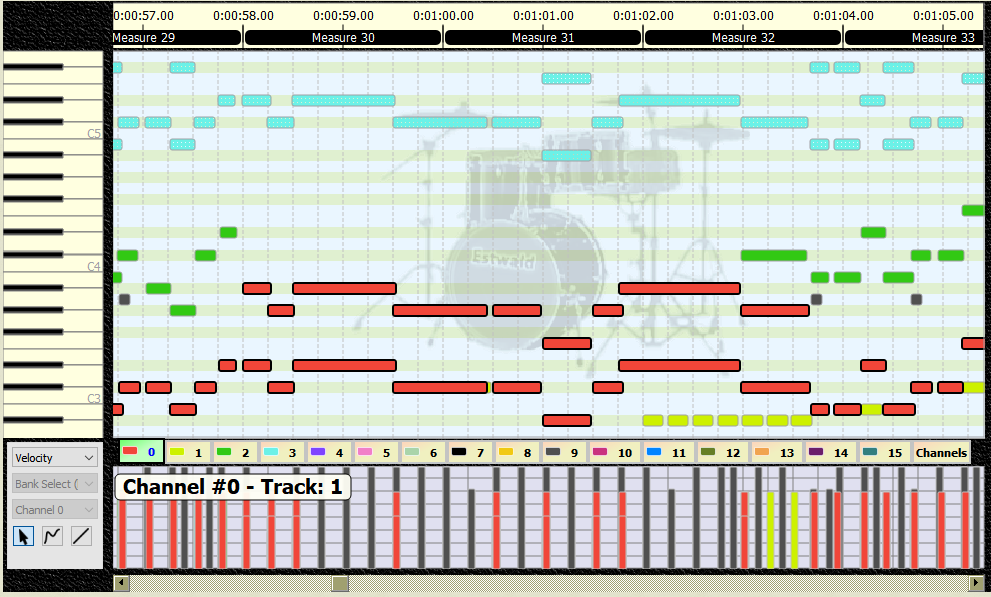 0:00:57.00 0:00:58.00 0:00:59.00 0:01:00.00 0:01:01.00 0:01:02.00 0:01:03.00 0:01:04.00 0:01:05.00
Measure 29 Measure 30 Measure 31 Measure 32 Measure 33
C5
Estwald
C4
C3
Velocity
0 1 2 3 4 5 6 7 8 9 10 11 12 13 14 15 Channels
Bank Select (
Channel #0 - Track: 1
Channel 0